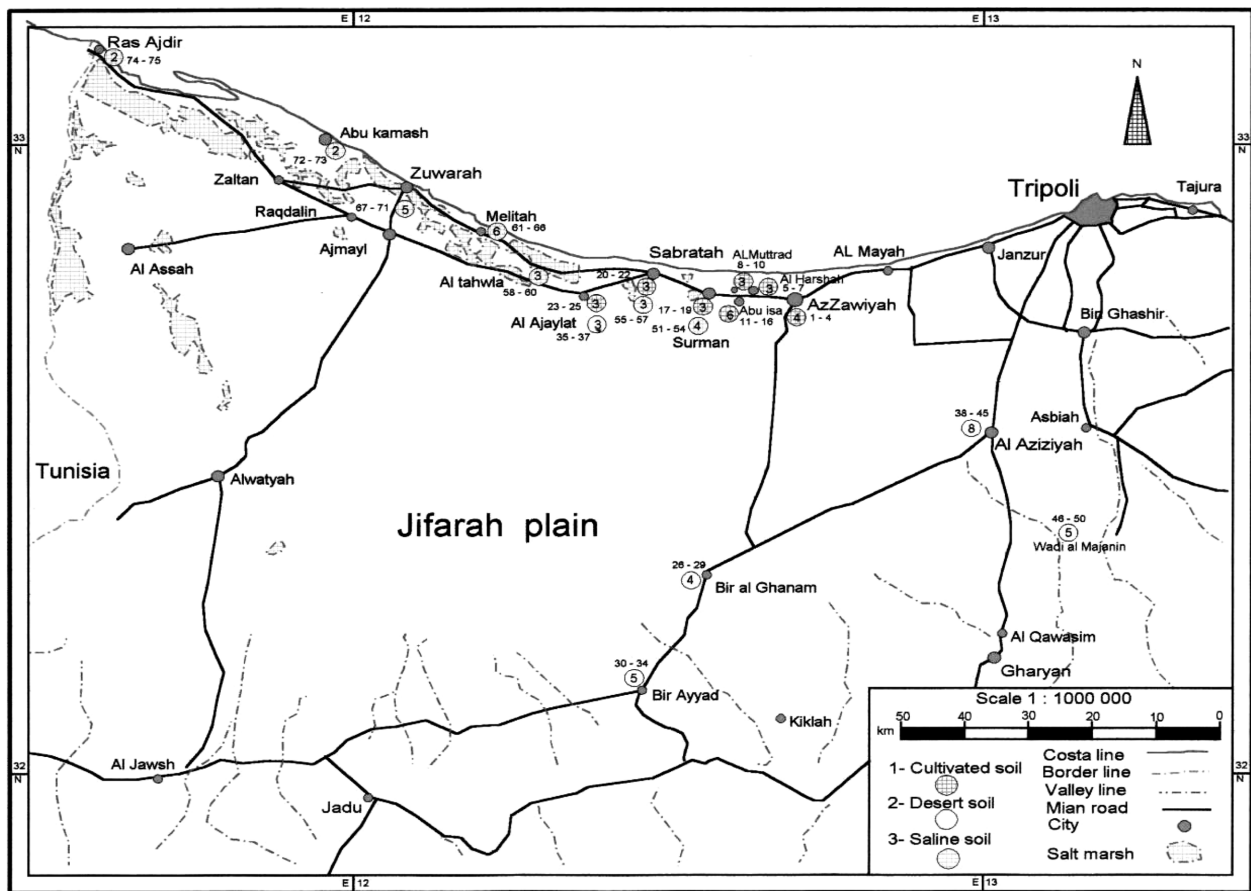 E 12
E 13
Ras Ajdir
2
74 - 75
N
33
N
33
N
Abu kamash
2
72 - 73
Zaltan
Zuwarah
Tripoli
Tajura
Raqdalin
67 - 71
5
Melitah
6
61 - 66
Ajmayl
Al Assah
Sabratah
ALMuttrad
8 - 10
AL Mayah
Janzur
Al tahwla
3
58 - 60
20 - 22
3
3
3
Al Harshah
5 - 7
AzZawiyah
23 - 25
3
55 - 57
3
17 - 19
3
Abu isa
6
11 - 16
4
1 - 4
Bir Ghashir
Al Ajaylat
3
35 - 37
51 - 54
4
Surman
38 - 45
8
Al Aziziyah
Asbiah
Tunisia
Alwatyah
Jifarah plain
46 - 50
5
Wadi al Majanin
26 - 29
4
Bir al Ghanam
Al Qawasim
Gharyan
30 - 34
5
Bir Ayyad
Kiklah
Al Jawsh
Jadu
32
N
32
N
Scale 1 : 1000 000
50 40 30 20 10 0
km
1- Cultivated soil
2- Desert soil
3- Saline soil
Costa line
Border line
Valley line
Mian road
City
Salt marsh
E 12
E 13